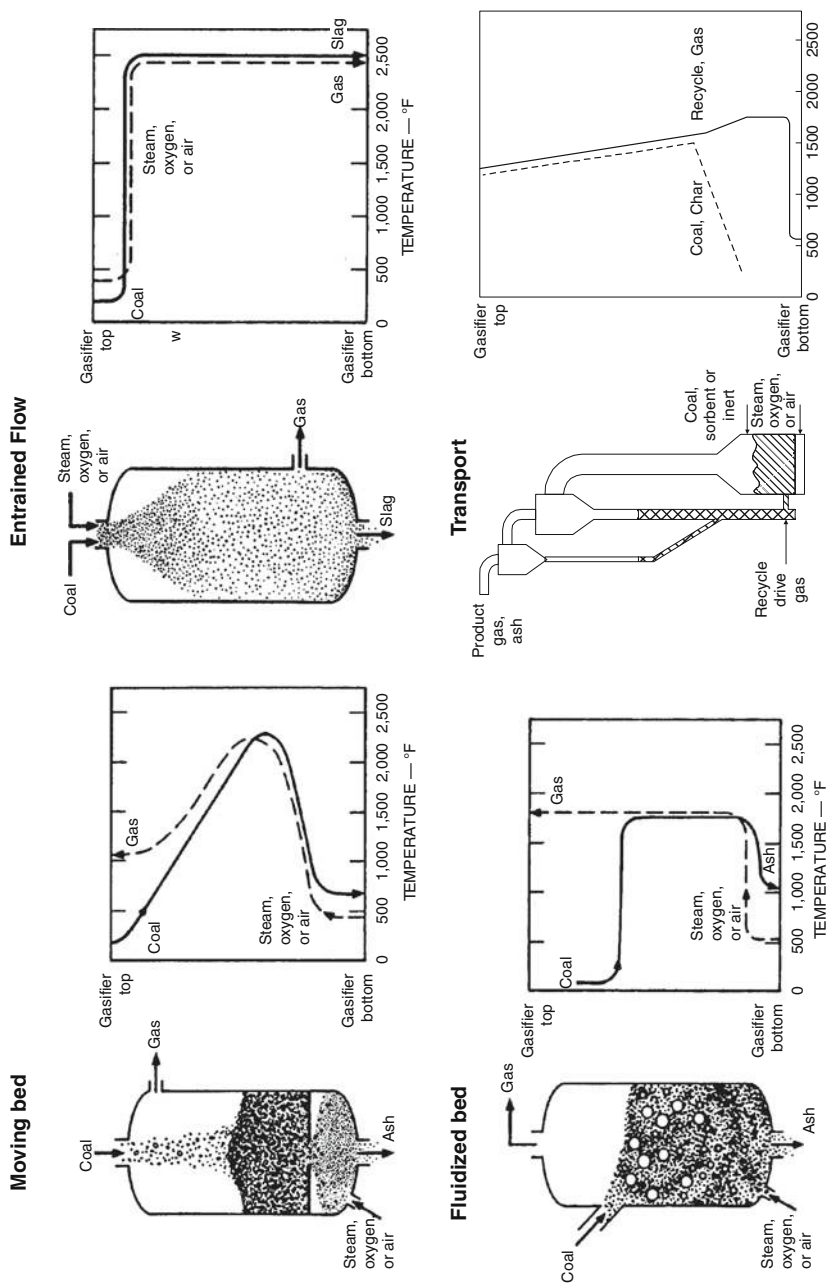 Moving bed
Coal
Gas
Steam,
oxygen,
or air
Ash
Gasifier
top
Gasifier
bottom
Coal
Gas
Steam,
oxygen,
or air
0
500
1,000
1,500
2,000
2,500
TEMPERATURE — °F
Entrained Flow
Coal
Steam,
oxygen,
or air
Gas
Slag
Gasifier
top
w
Gasifier
bottom
Coal
Steam,
oxygen,
or air
Gas
Slag
0
500
1,000
1,500
2,000
2,500
TEMPERATURE — °F
Fluidized bed
Gas
Coal
Steam,
oxygen,
or air
Ash
Gasifier
top
Gasifier
bottom
Coal
Gas
Steam,
oxygen,
or air
Ash
0
500
1,000
1,500
2,000
2,500
TEMPERATURE — °F
Transport
Product
gas,
ash
Recycle
drive
gas
Coal,
sorbent or
inert
Steam,
oxygen,
or air
Gasifier
top
Gasifier
bottom
Coal, Char
Recycle, Gas
0
500
1000
1500
2000
2500